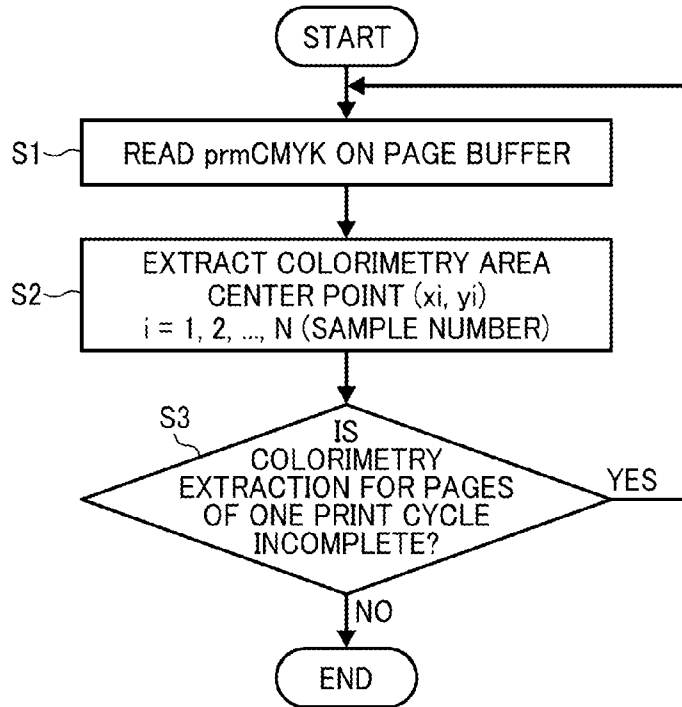 START
S1
READ prmCMYK ON PAGE BUFFER
S2
EXTRACT COLORIMETRY AREA
CENTER POINT (xi, yi)
i = 1, 2, ..., N (SAMPLE NUMBER)
S3
IS
COLORIMETRY
EXTRACTION FOR PAGES
OF ONE PRINT CYCLE
INCOMPLETE?
YES
NO
END